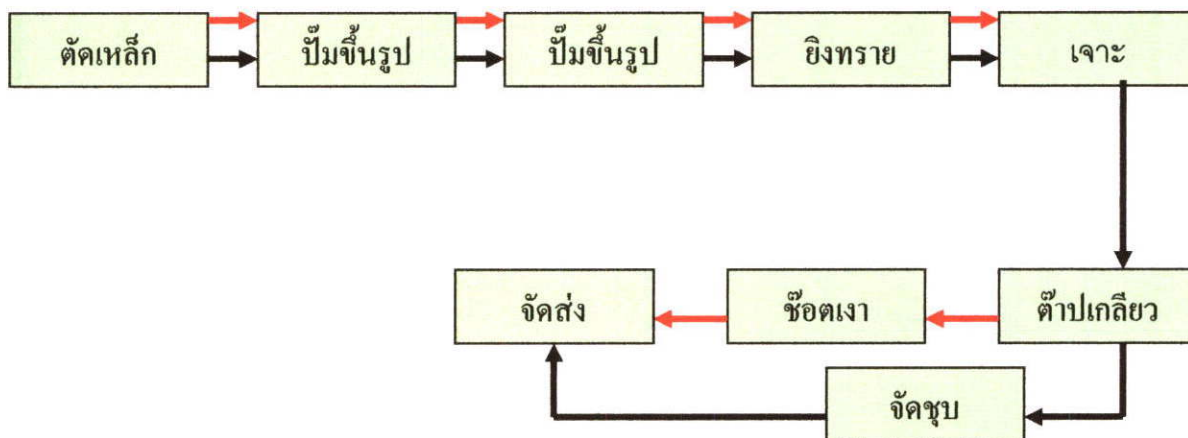 ตัดเหล็ก
ปั๊มขึ้นรูป
ปั๊มขึ้นรูป
ยิงทราย
เจาะ
จัดส่ง
ช๊อตเงา
ต๊าปเกลียว
จัดชุบ